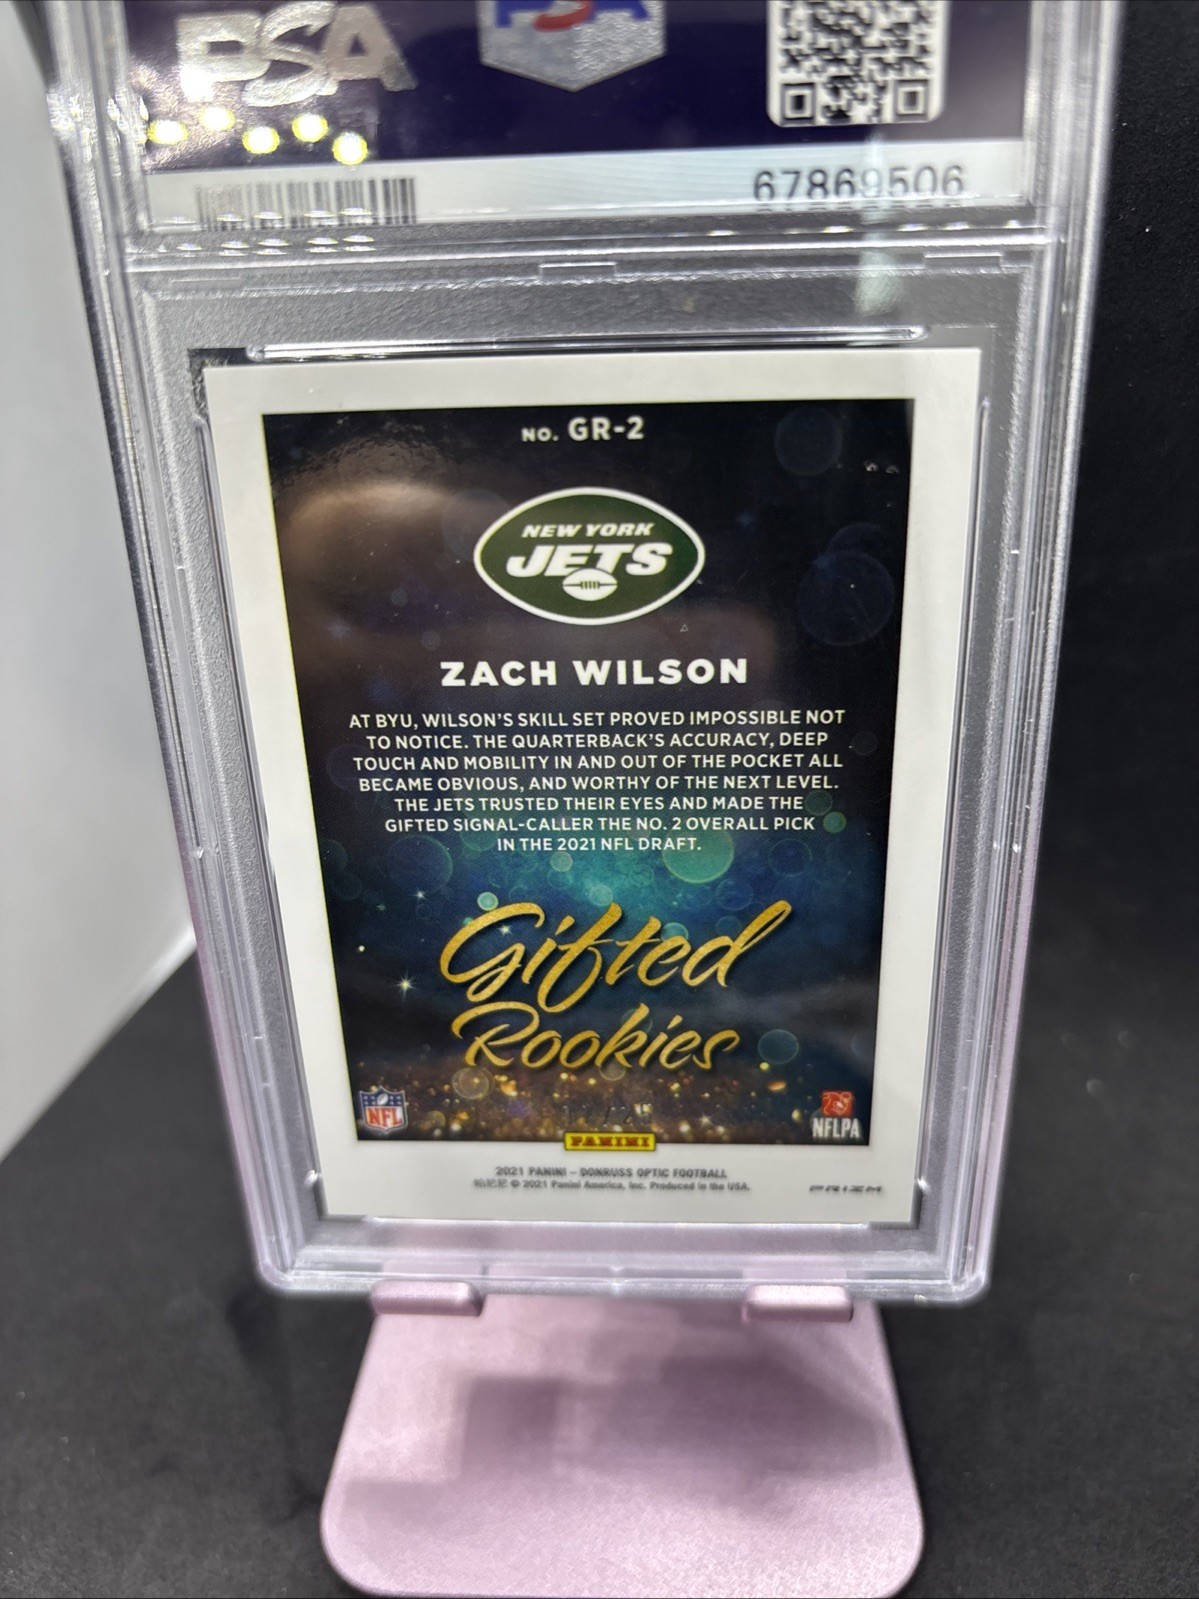 PSA
PSA
67869506
NO. GR-2
NEW YORK
JETS
ZACH WILSON
AT BYU, WILSON'S SKILL SET PROVED IMPOSSIBLE NOT
TO NOTICE. THE QUARTERBACK'S ACCURACY, DEEP
TOUCH AND MOBILITY IN AND OUT OF THE POCKET ALL
BECAME OBVIOUS, AND WORTHY OF THE NEXT LEVEL.
THE JETS TRUSTED THEIR EYES AND MADE THE
GIFTED SIGNAL-CALLER THE NO. 2 OVERALL PICK
IN THE 2021 NFL DRAFT.
Gifted
Rookies
NFL
NFLPA
PANINI
2021 PANINI – DONRUSS OPTIC FOOTBALL
© 2021 Panini America, Inc. Produced in the USA.
PRIZM